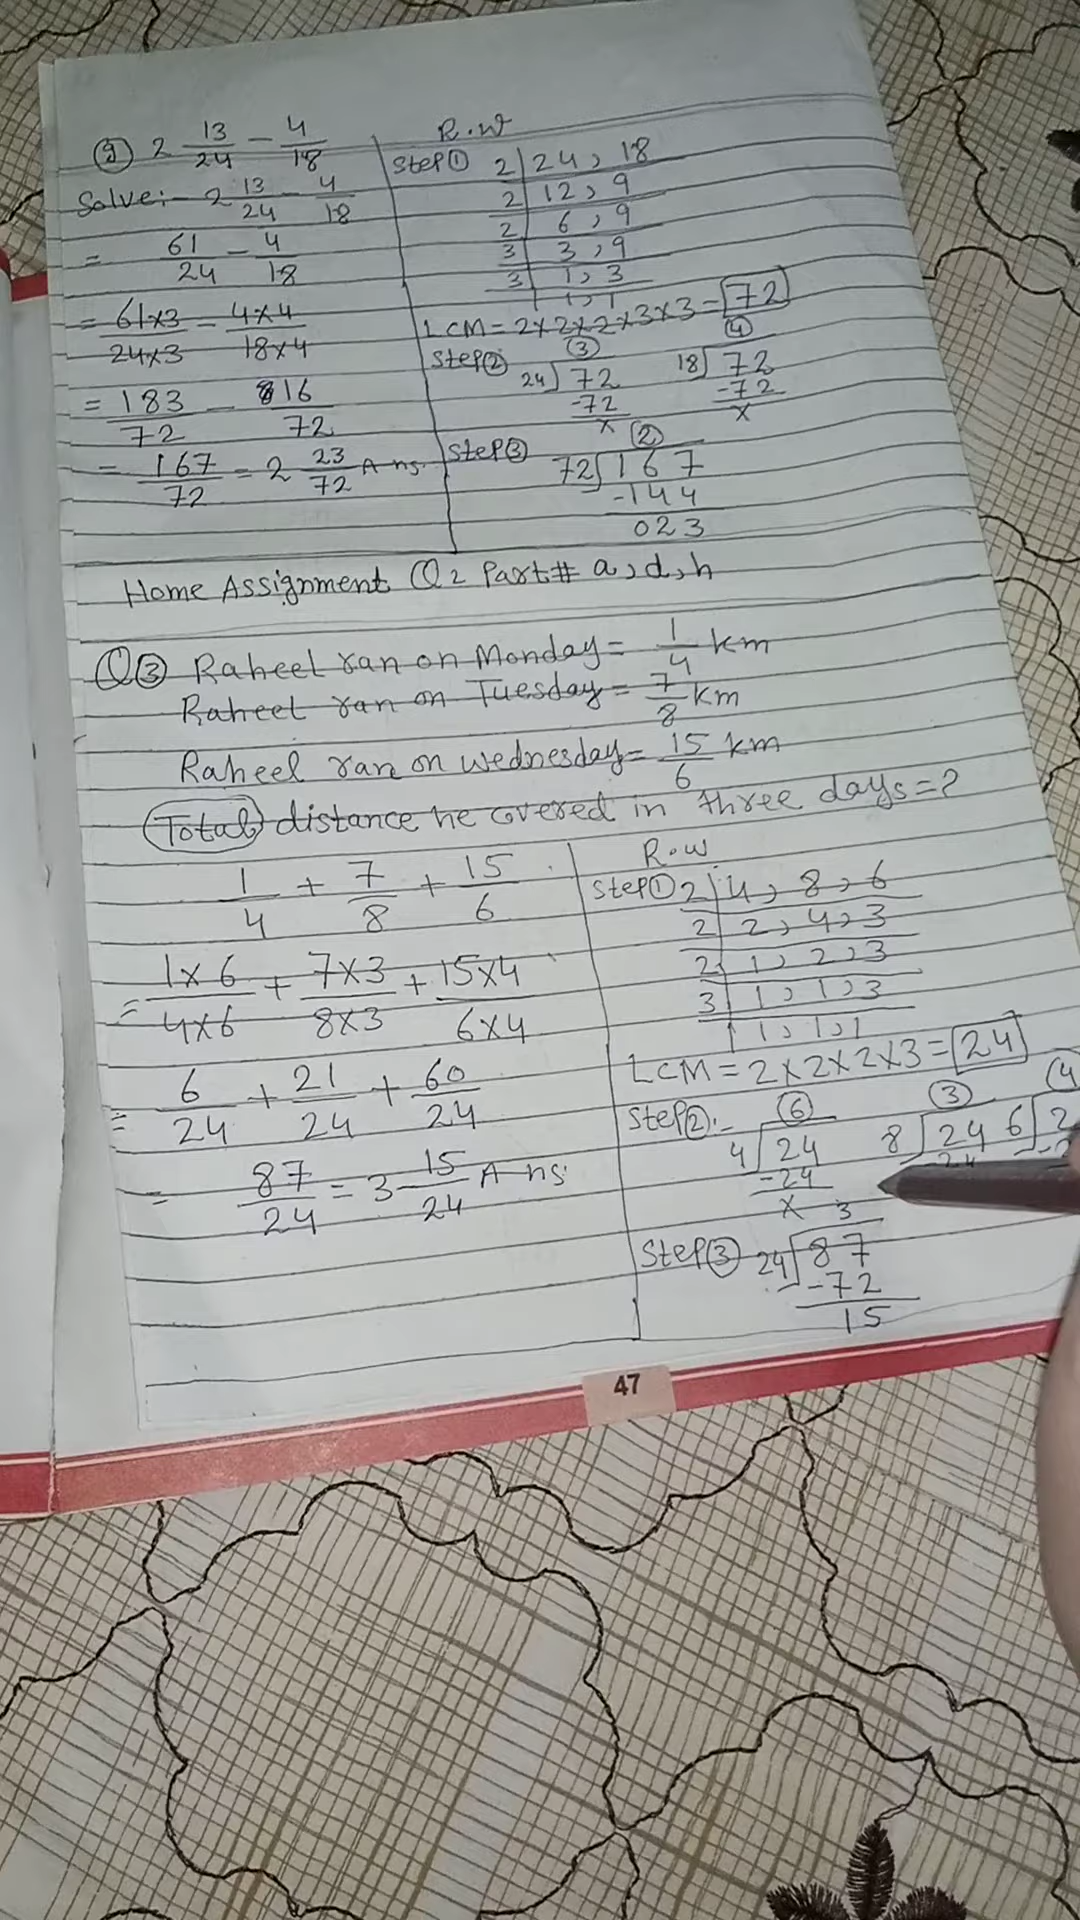 g) 2 13/24 - 4/18
Solve:- 2 13/24 - 4/18
= 61/24 - 4/18
= 61×3/24×3 - 4×4/18×4
= 183/72 - 16/72
= 167/72 = 2 23/72 Ans.
R.W
Step① 2 | 24, 18
2 | 12, 9
2 | 6, 9
3 | 3, 9
3 | 1, 3
1, 1
LCM = 2×2×2×3×3 = 72
Step② 24)72 ③ 18)72 ④
-72 -72
x x
Step③ ②
72)167
-144
023
Home Assignment Q2 Part# a, d, h
Q③ Raheel ran on Monday = 1/4 km
Raheel ran on Tuesday = 7/8 km
Raheel ran on wednesday = 15/6 km
Total distance he covered in three days = ?
1/4 + 7/8 + 15/6
= 1×6/4×6 + 7×3/8×3 + 15×4/6×4
= 6/24 + 21/24 + 60/24
= 87/24 = 3 15/24 Ans.
R.W
Step① 2 | 4, 8, 6
2 | 2, 4, 3
2 | 1, 2, 3
3 | 1, 1, 3
1, 1, 1
LCM = 2×2×2×3 = 24
Step②:- ⑥ ③
4)24 8)24 6)2
-24 24
x
3
Step③ 24)87
-72
15
47